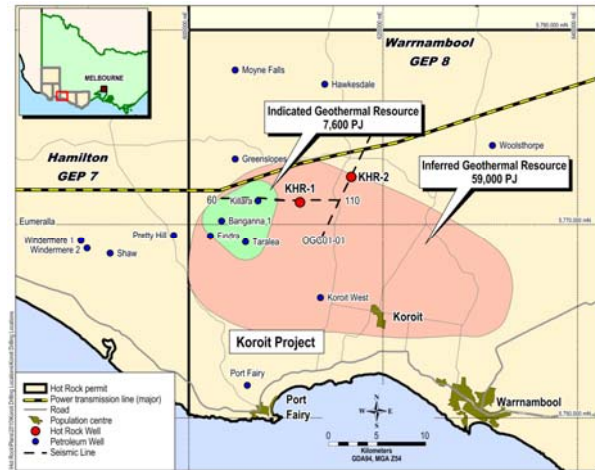 MELBOURNE
Warrnambool
GEP 8
Moyne Falls
Hawkesdale
Indicated Geothermal Resource
7,600 PJ
Woolsthorpe
Hamilton
GEP 7
Greenslopes
Inferred Geothermal Resource
59,000 PJ
KHR-2
60
Killara
KHR-1
110
Eumeralla
Banganna 1
Windermere 1
Windermere 2
Pretty Hill
Eindra
Taralea
OGG01-01
Shaw
Koroit West
Koroit
Koroit Project
Port Fairy
Port
Fairy
Warrnambool
Hot Rock permit
Power transmission line (major)
Road
Population centre
Hot Rock Well
Petroleum Well
Seismic Line
N
W
E
S
0
5
10
Kilometers
GDA94, MGA Z54